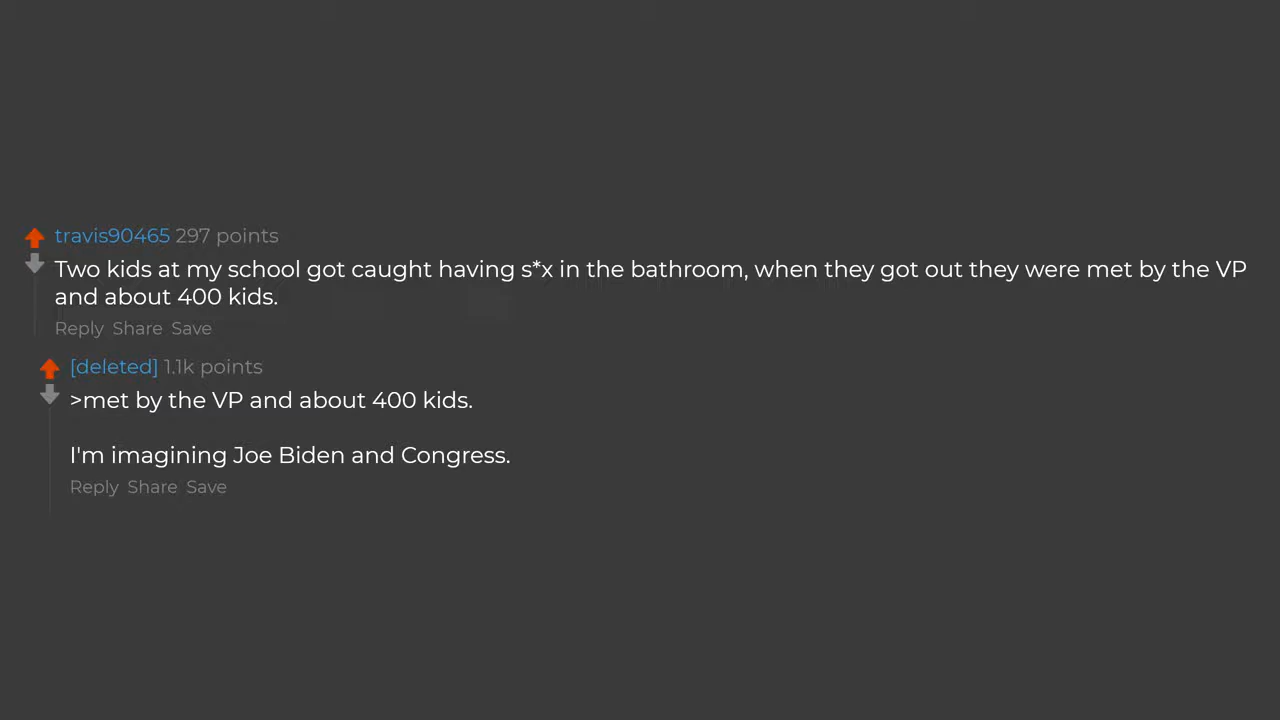 travis90465 297 points
Two kids at my school got caught having s*x in the bathroom, when they got out they were met by the VP
and about 400 kids.
Reply Share Save
[deleted] 1.1k points
>met by the VP and about 400 kids.
I'm imagining Joe Biden and Congress.
Reply Share Save